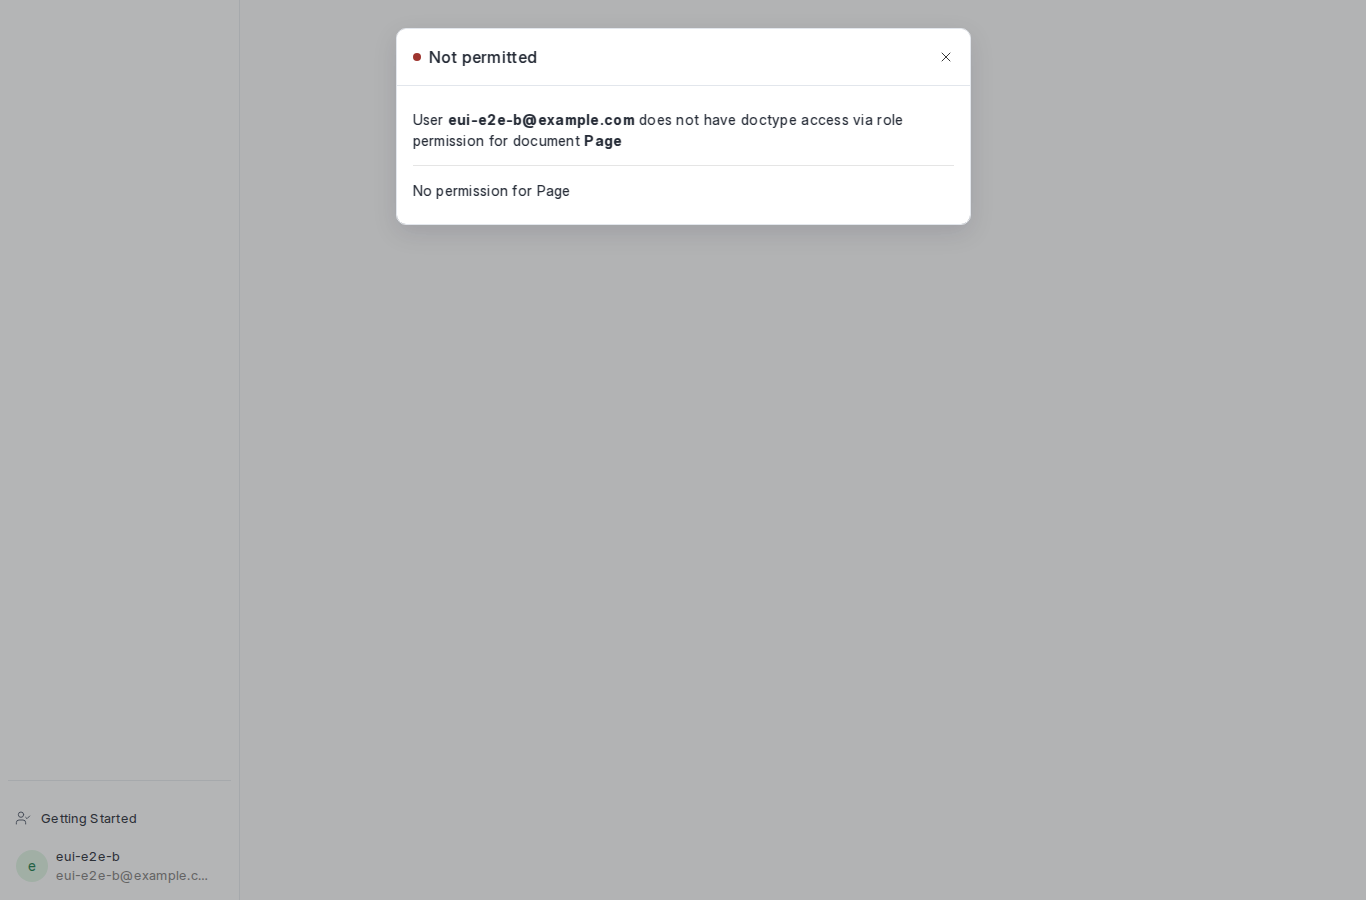 Not permitted
User eui-e2e-b@example.com does not have doctype access via role
permission for document Page
No permission for Page
Getting Started
e
eui-e2e-b
eui-e2e-b@example.c...